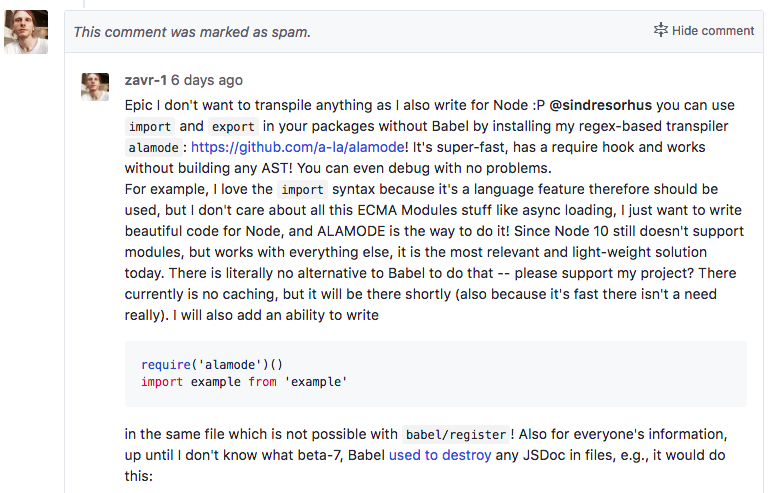 This comment was marked as spam.
Hide comment
zavr-1 6 days ago
Epic I don't want to transpile anything as I also write for Node :P @sindresorhus you can use
import and export in your packages without Babel by installing my regex-based transpiler
alamode : https://github.com/a-la/alamode! It's super-fast, has a require hook and works
without building any AST! You can even debug with no problems.
For example, I love the import syntax because it's a language feature therefore should be
used, but I don't care about all this ECMA Modules stuff like async loading, I just want to write
beautiful code for Node, and ALAMODE is the way to do it! Since Node 10 still doesn't support
modules, but works with everything else, it is the most relevant and light-weight solution
today. There is literally no alternative to Babel to do that -- please support my project? There
currently is no caching, but it will be there shortly (also because it's fast there isn't a need
really). I will also add an ability to write
require('alamode')()
import example from 'example'
in the same file which is not possible with babel/register! Also for everyone's information,
up until I don't know what beta-7, Babel used to destroy any JSDoc in files, e.g., it would do
this: